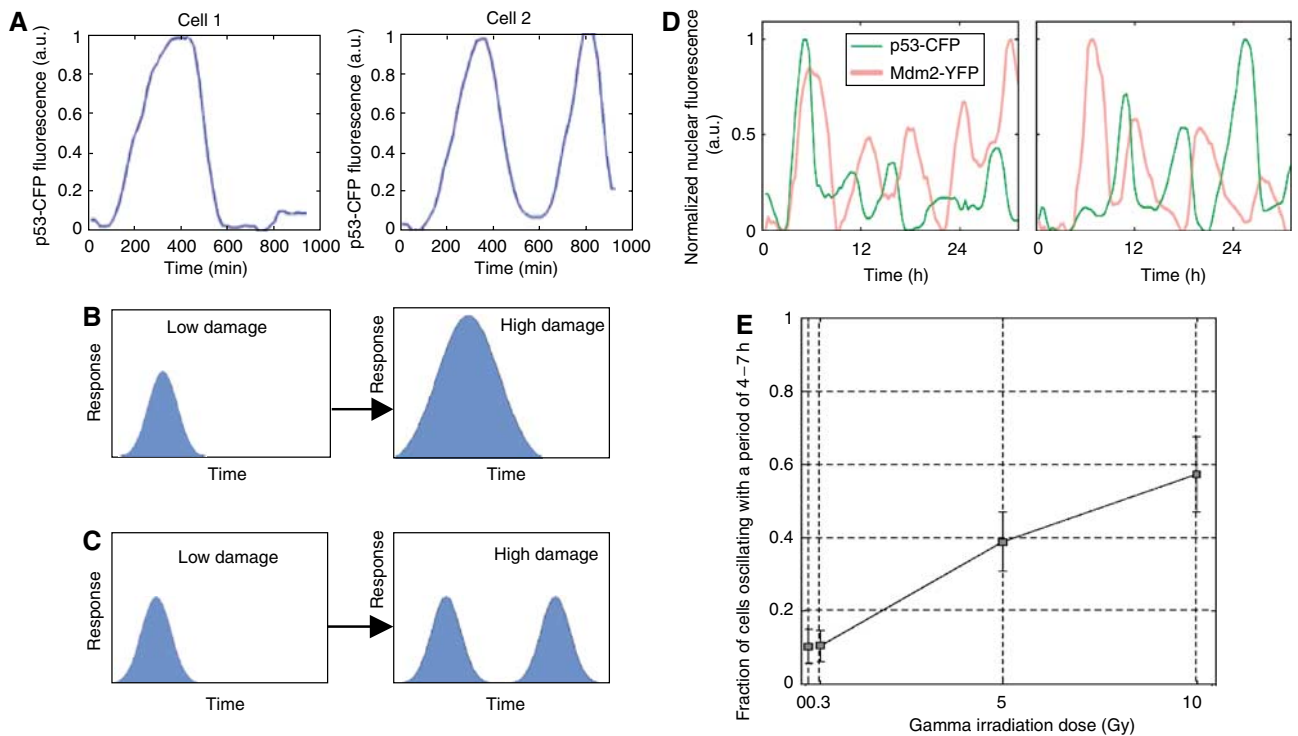 A
Cell 1
p53-CFP fluorescence (a.u.)
1
0.8
0.6
0.4
0.2
0
0 200 400 600 800 1000
Time (min)
Cell 2
p53-CFP fluorescence (a.u.)
1
0.8
0.6
0.4
0.2
0
0 200 400 600 800 1000
Time (min)
B
Low damage
Response
Time
High damage
Response
Time
C
Low damage
Response
Time
High damage
Response
Time
D
Normalized nuclear fluorescence
(a.u.)
1
0.5
0
p53-CFP
Mdm2-YFP
0 12 24
Time (h)
0 12 24
Time (h)
E
Fraction of cells oscillating with a period of 4–7 h
1
0.8
0.6
0.4
0.2
0
00.3 5 10
Gamma irradiation dose (Gy)